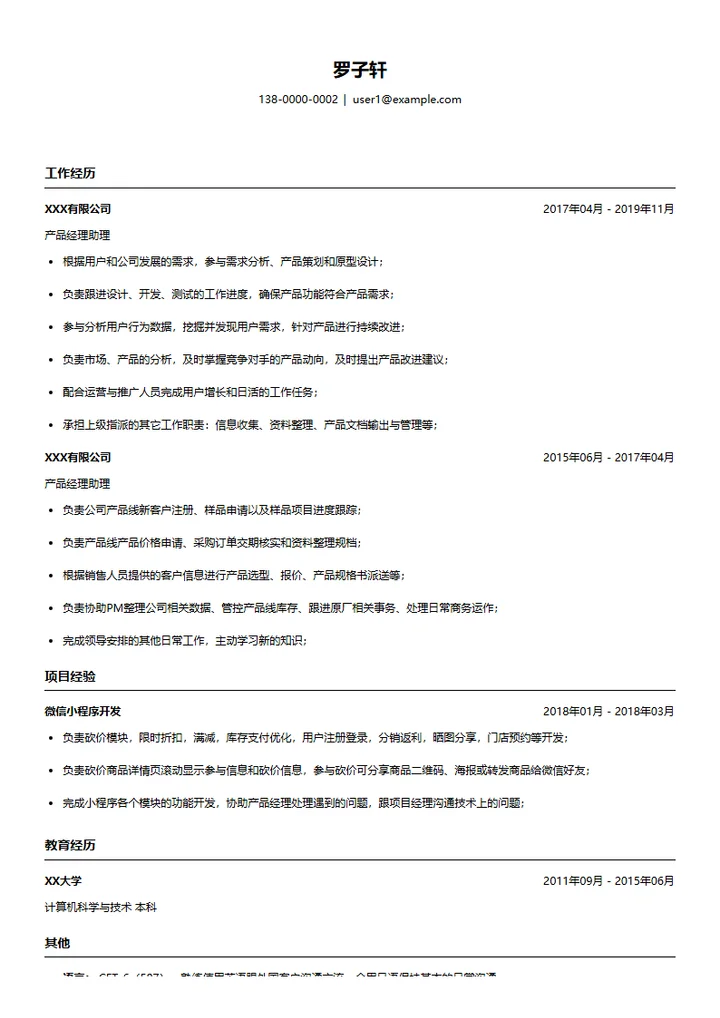 罗子轩
138-0000-0002 | user1@example.com
工作经历
XXX有限公司 2017年04月 - 2019年11月
产品经理助理
• 根据用户和公司发展的需求，参与需求分析、产品策划和原型设计；
• 负责跟进设计、开发、测试的工作进度，确保产品功能符合产品需求；
• 参与分析用户行为数据，挖掘并发现用户需求，针对产品进行持续改进；
• 负责市场、产品的分析，及时掌握竞争对手的产品动向，及时提出产品改进建议；
• 配合运营与推广人员完成用户增长和日活的工作任务；
• 承担上级指派的其它工作职责：信息收集、资料整理、产品文档输出与管理等；
XXX有限公司 2015年06月 - 2017年04月
产品经理助理
• 负责公司产品线新客户注册、样品申请以及样品项目进度跟踪；
• 负责产品线产品价格申请、采购订单交期核实和资料整理规档；
• 根据销售人员提供的客户信息进行产品选型、报价、产品规格书派送等；
• 负责协助PM整理公司相关数据、管控产品线库存、跟进原厂相关事务、处理日常商务运作；
• 完成领导安排的其他日常工作，主动学习新的知识；
项目经验
微信小程序开发 2018年01月 - 2018年03月
• 负责砍价模块，限时折扣，满减，库存支付优化，用户注册登录，分销返利，晒图分享，门店预约等开发；
• 负责砍价商品详情页滚动显示参与信息和砍价信息，参与砍价可分享商品二维码、海报或转发商品给微信好友；
• 完成小程序各个模块的功能开发，协助产品经理处理遇到的问题，跟项目经理沟通技术上的问题；
教育经历
XX大学 2011年09月 - 2015年06月
计算机科学与技术 本科
其他